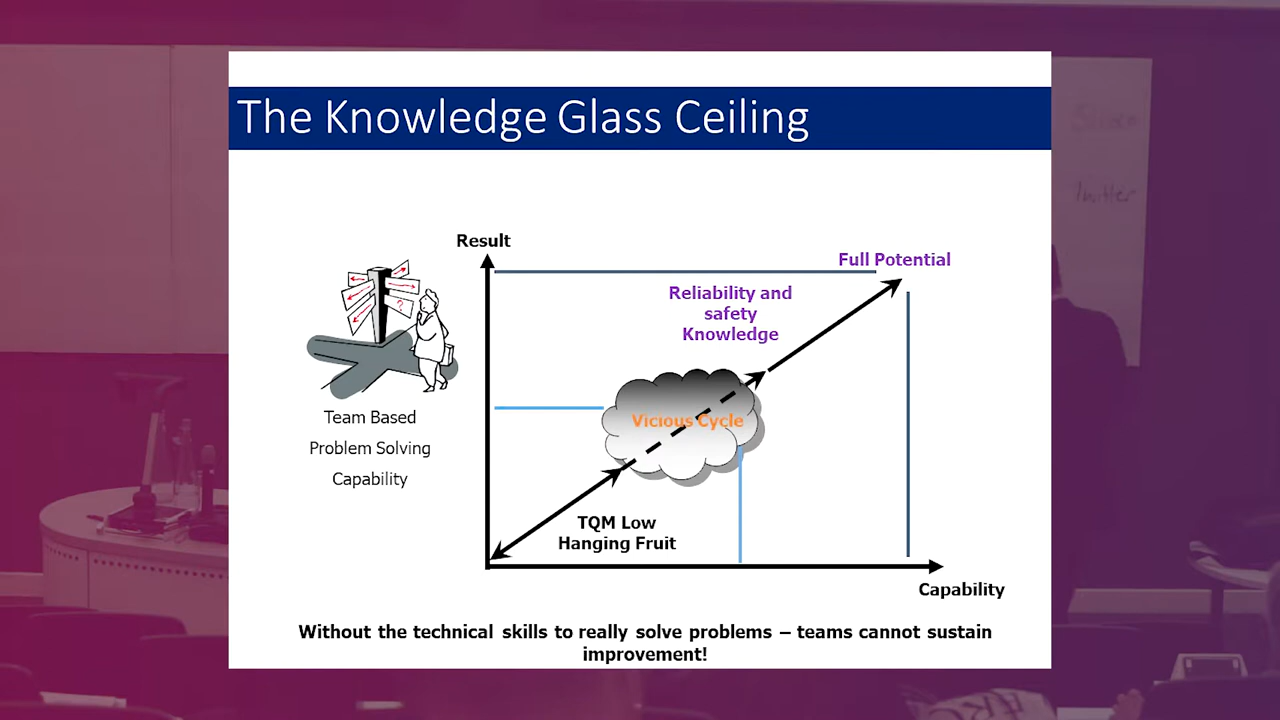 The Knowledge Glass Ceiling
Result
Full Potential
Reliability and
safety
Knowledge
?
Vicious Cycle
Team Based
Problem Solving
Capability
TQM Low
Hanging Fruit
Capability
Without the technical skills to really solve problems – teams cannot sustain
improvement!
Twitter